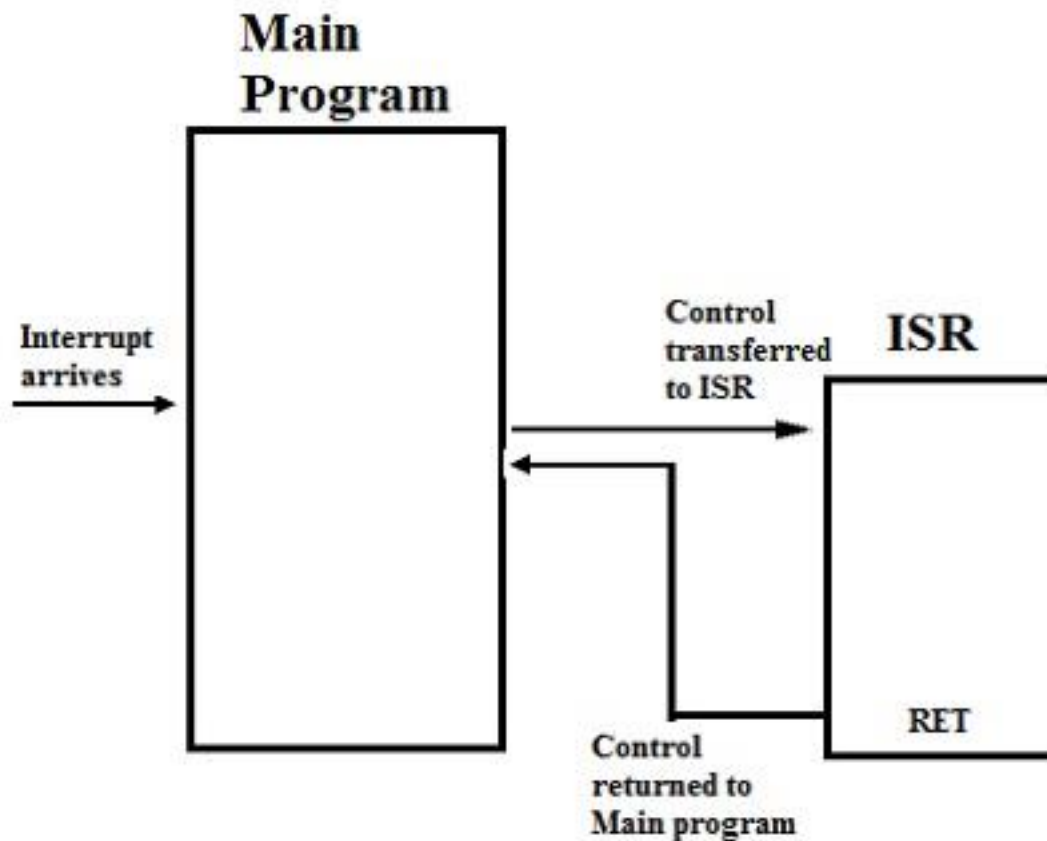 Main
Program
Interrupt
arrives
Control
transferred
to ISR
ISR
RET
Control
returned to
Main program